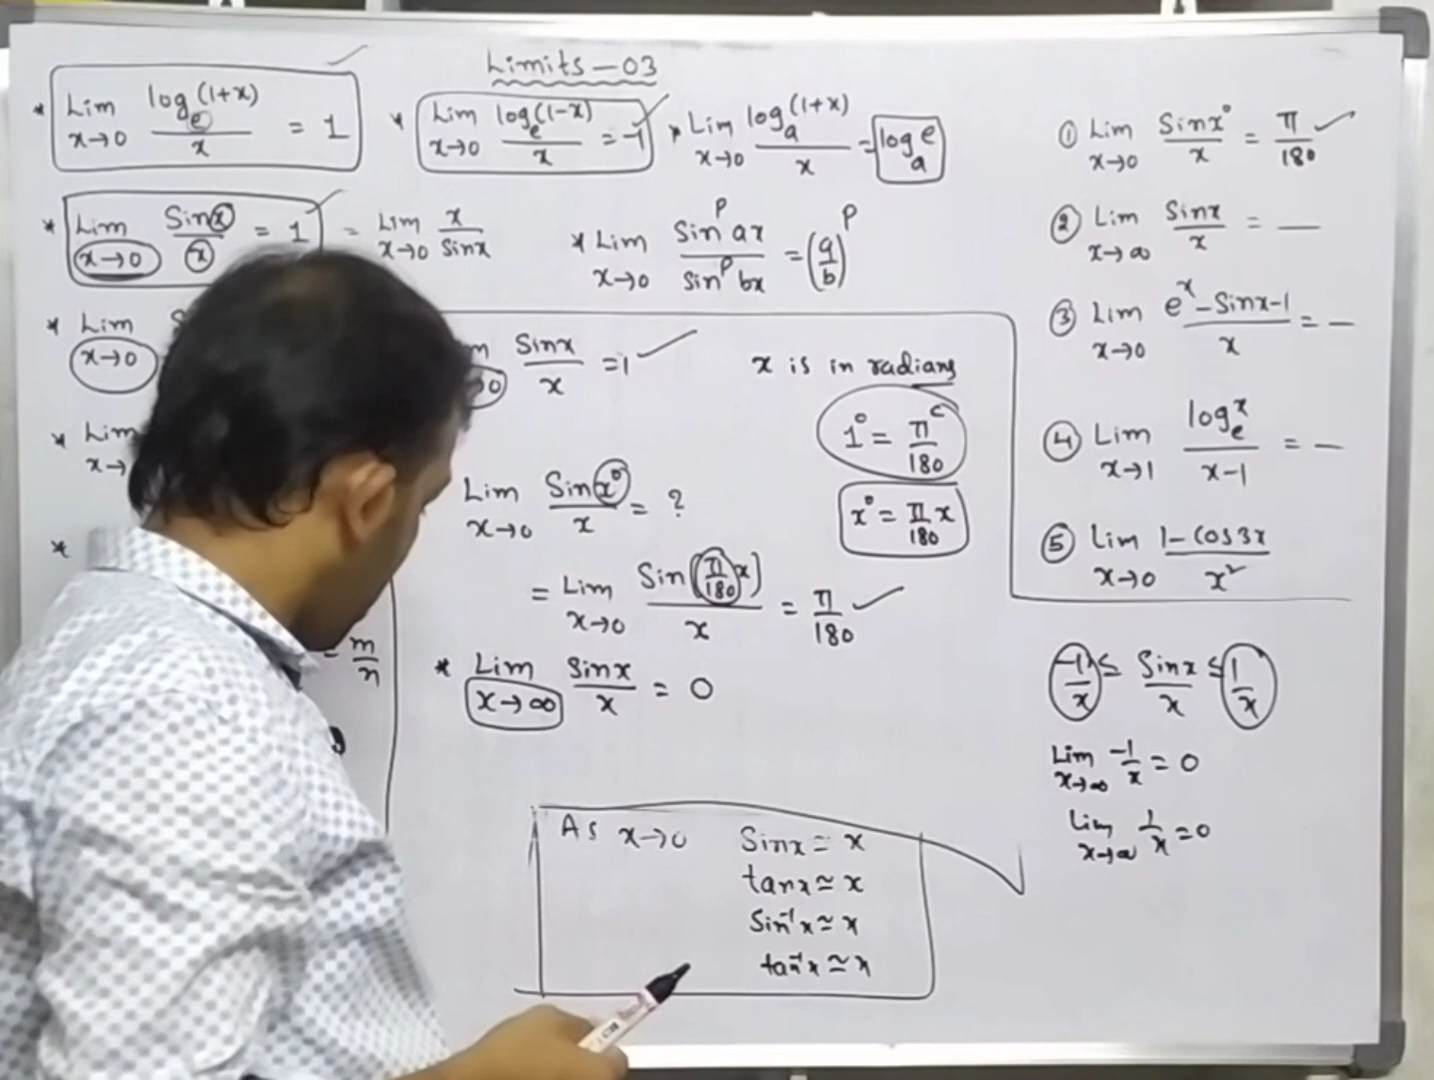 Limits – 03
* Lim x→0 log_e(1+x) / x = 1
* Lim x→0 log_e(1-x) / x = -1
* Lim x→0 log_a(1+x) / x = log_a e
* Lim x→0 Sinx / x = 1 = Lim x→0 x / Sinx
* Lim x→0 Sin^p ax / Sin^p bx = (a/b)^p
* Lim x→0
Sinx / x = 1
x is in radians
* Lim
1° = π^c / 180
Lim x→0 Sin x° / x = ?
x° = π/180 x
*
= Lim x→0 Sin(π/180 x) / x = π/180
= m/n
* Lim x→∞ Sinx / x = 0
As x→0 Sinx ≃ x
tanx ≃ x
Sin⁻¹x ≃ x
tan⁻¹x ≃ x
① Lim x→0 Sinx° / x = π/180
② Lim x→∞ Sinx / x = —
③ Lim x→0 e^x - Sinx - 1 / x = —
④ Lim x→1 log_e x / x-1 = —
⑤ Lim x→0 1 - Cos3x / x²
-1/x ≤ Sinx / x ≤ 1/x
Lim x→∞ -1/x = 0
Lim x→∞ 1/x = 0